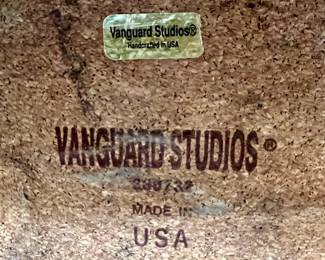 Vanguard Studios®
Handcrafted in USA
VANGUARD STUDIOS®
MADE IN
USA